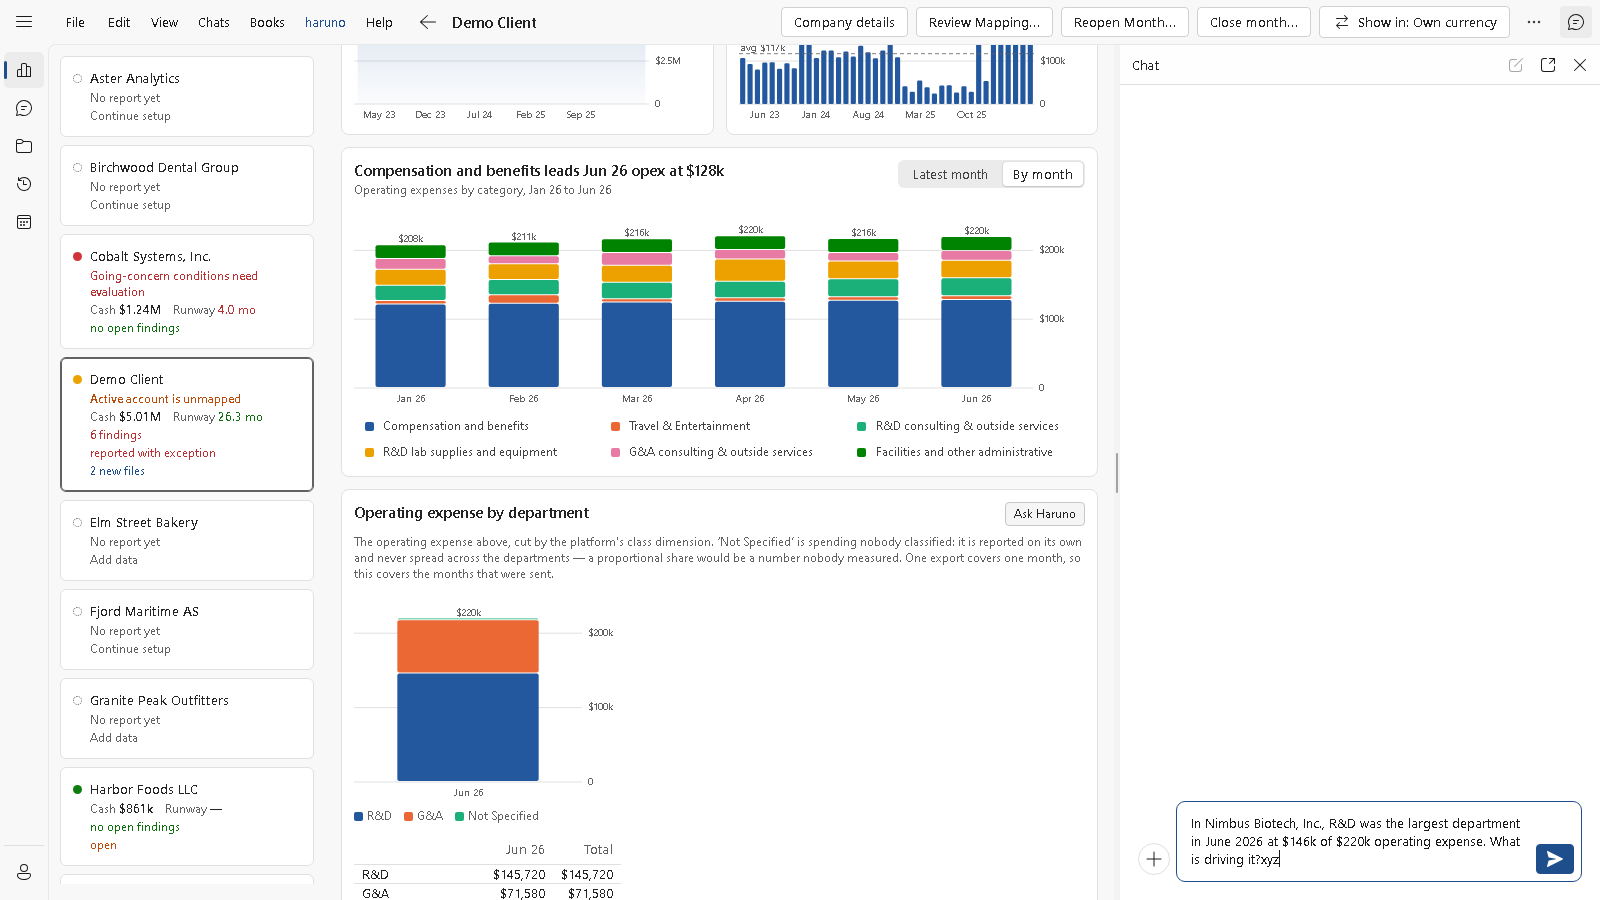 File Edit View Chats Books haruno Help
Demo Client
Company details
Review Mapping...
Reopen Month...
Close month...
Show in: Own currency
Aster Analytics
No report yet
Continue setup
Birchwood Dental Group
No report yet
Continue setup
Cobalt Systems, Inc.
Going-concern conditions need
evaluation
Cash $1.24M Runway 4.0 mo
no open findings
Demo Client
Active account is unmapped
Cash $5.01M Runway 26.3 mo
6 findings
reported with exception
2 new files
Elm Street Bakery
No report yet
Add data
Fjord Maritime AS
No report yet
Continue setup
Granite Peak Outfitters
No report yet
Add data
Harbor Foods LLC
Cash $861k Runway —
no open findings
open
$2.5M
0
May 23 Dec 23 Jul 24 Feb 25 Sep 25
avg $117k
$100k
0
Jun 23 Jan 24 Aug 24 Mar 25 Oct 25
Compensation and benefits leads Jun 26 opex at $128k
Operating expenses by category, Jan 26 to Jun 26
Latest month By month
$208k $211k $216k $220k $216k $220k
$200k
$100k
0
Jan 26 Feb 26 Mar 26 Apr 26 May 26 Jun 26
Compensation and benefits Travel & Entertainment R&D consulting & outside services
R&D lab supplies and equipment G&A consulting & outside services Facilities and other administrative
Operating expense by department
Ask Haruno
The operating expense above, cut by the platform's class dimension. 'Not Specified' is spending nobody classified: it is reported on its own
and never spread across the departments — a proportional share would be a number nobody measured. One export covers one month, so
this covers the months that were sent.
$220k
$200k
$100k
0
Jun 26
R&D G&A Not Specified
Jun 26 Total
R&D $145,720 $145,720
G&A $71,580 $71,580
Chat
In Nimbus Biotech, Inc., R&D was the largest department
in June 2026 at $146k of $220k operating expense. What
is driving it?xyz